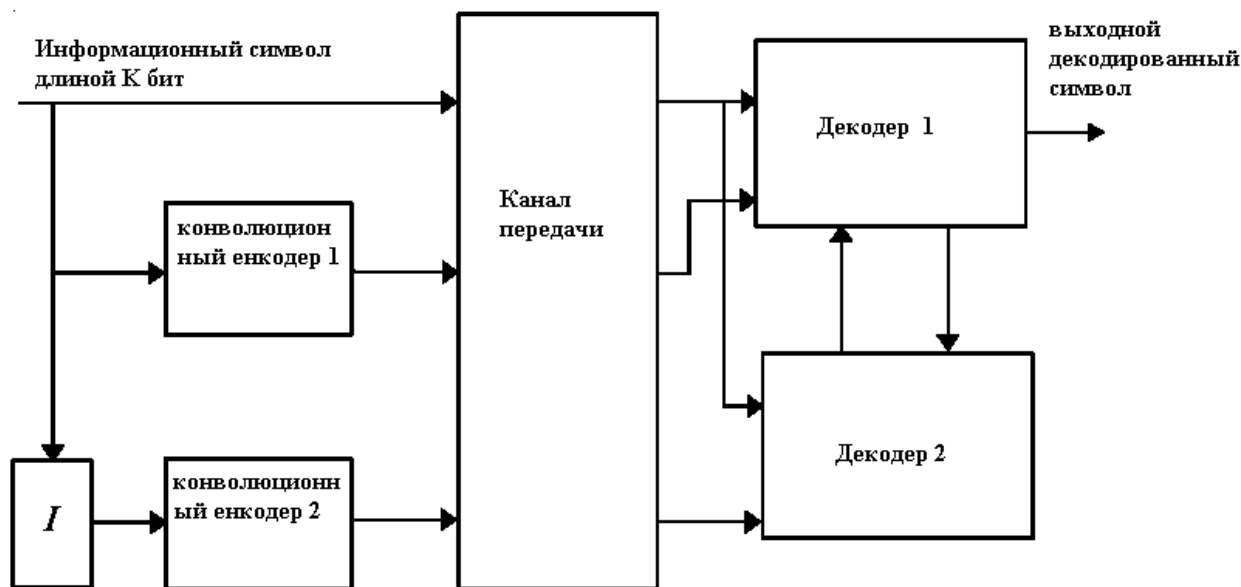 Информационный символ
длиной К бит
выходной
декодированный
символ
Декодер 1
Канал
передачи
конволюцион
ный енкодер 1
Декодер 2
I
конволюционн
ый енкодер 2